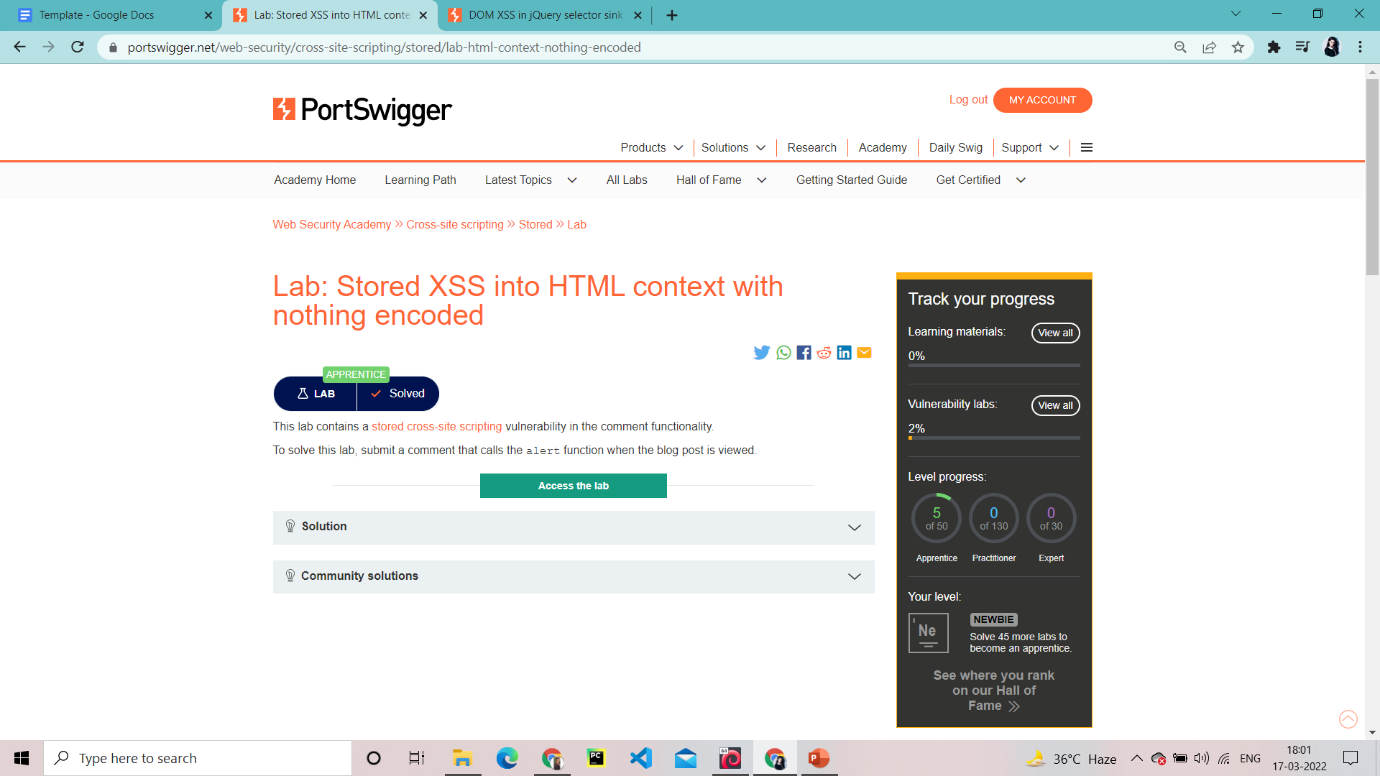 Template - Google Docs
Lab: Stored XSS into HTML conte
DOM XSS in jQuery selector sink
portswigger.net/web-security/cross-site-scripting/stored/lab-html-context-nothing-encoded
PortSwigger
Log out
MY ACCOUNT
Products
Solutions
Research
Academy
Daily Swig
Support
Academy Home
Learning Path
Latest Topics
All Labs
Hall of Fame
Getting Started Guide
Get Certified
Web Security Academy » Cross-site scripting » Stored » Lab
Lab: Stored XSS into HTML context with
nothing encoded
APPRENTICE
LAB
Solved
This lab contains a stored cross-site scripting vulnerability in the comment functionality.
To solve this lab, submit a comment that calls the alert function when the blog post is viewed.
Access the lab
Solution
Community solutions
Track your progress
Learning materials:
View all
0%
Vulnerability labs:
View all
2%
Level progress:
5
of 50
0
of 130
0
of 30
Apprentice
Practitioner
Expert
Your level:
Ne
NEWBIE
Solve 45 more labs to
become an apprentice.
See where you rank
on our Hall of
Fame »
Type here to search
PC
36°C Haze
ENG
18:01
17-03-2022